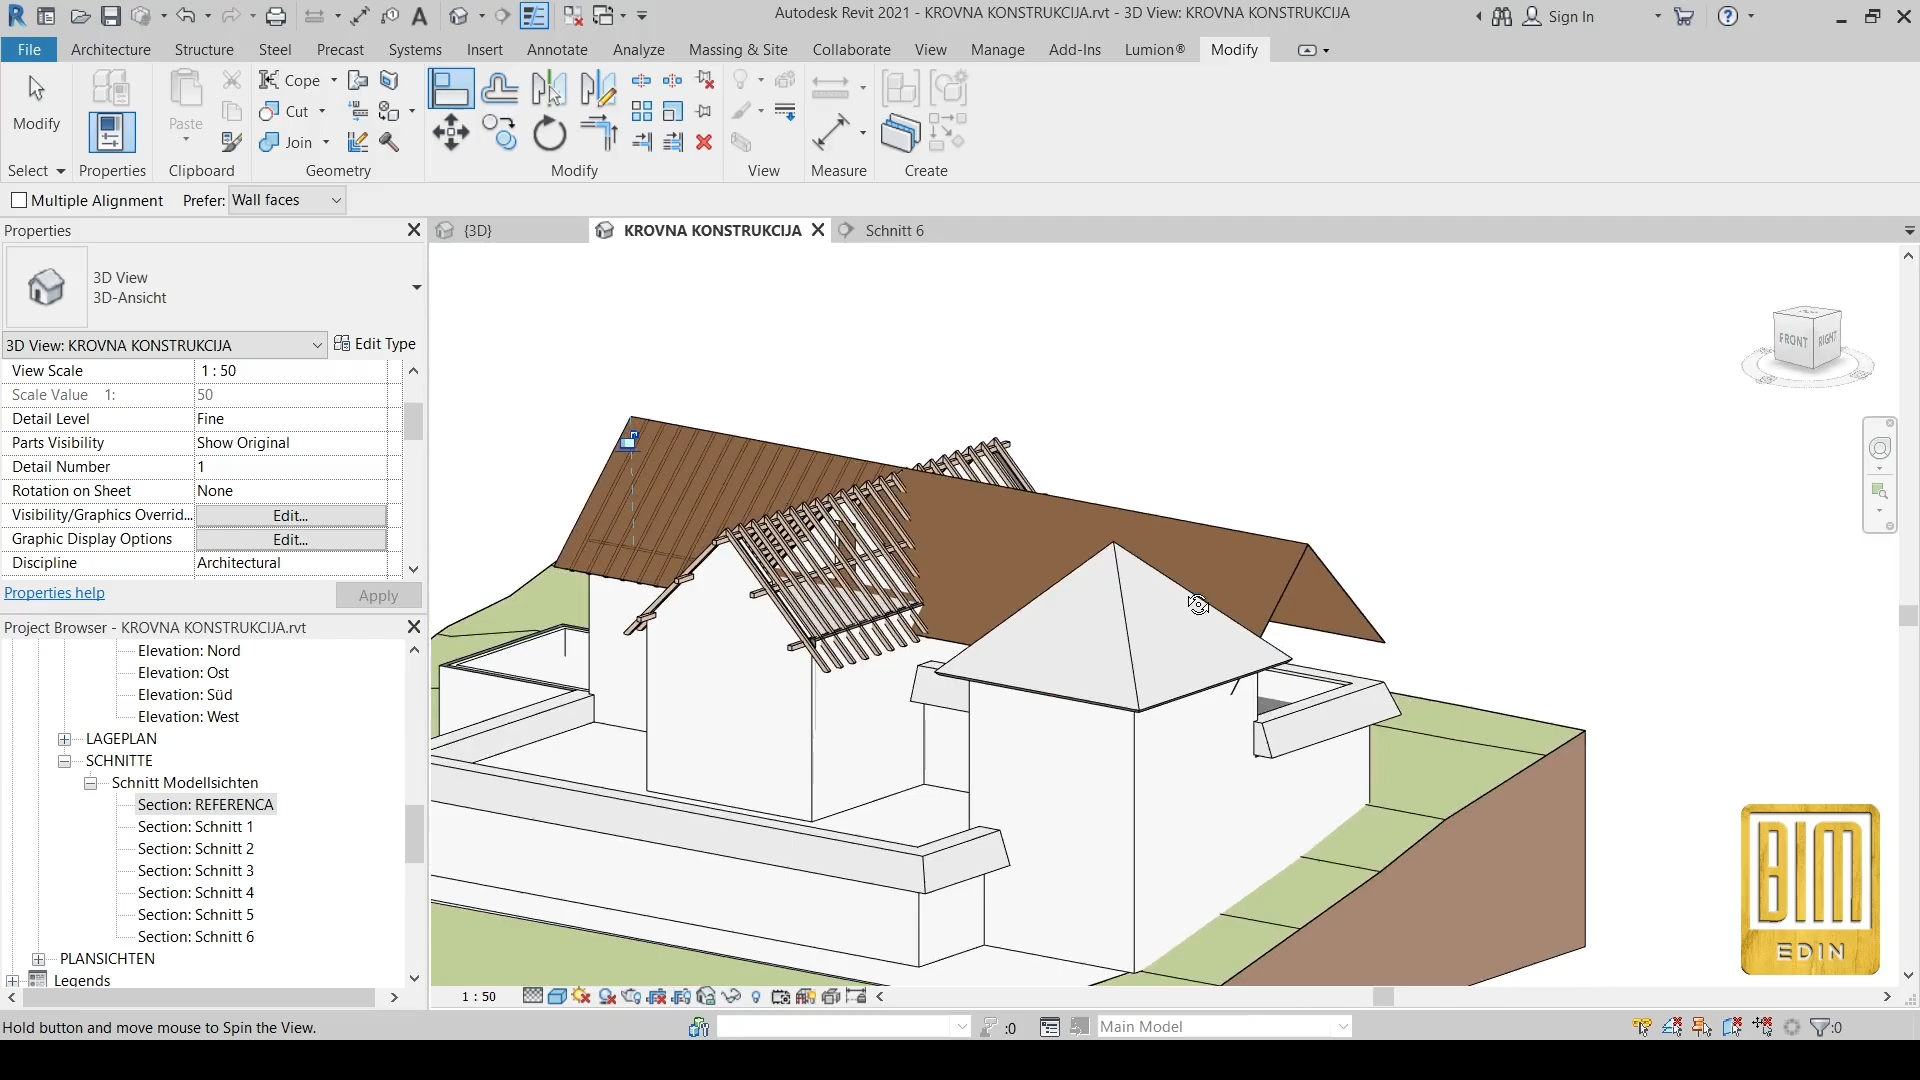 Autodesk Revit 2021 - KROVNA KONSTRUKCIJA.rvt - 3D View: KROVNA KONSTRUKCIJA
Sign In
File Architecture Structure Steel Precast Systems Insert Annotate Analyze Massing & Site Collaborate View Manage Add-Ins Lumion® Modify
Modify
Paste
Cope
Cut
Join
Select Properties Clipboard Geometry Modify View Measure Create
Multiple Alignment Prefer: Wall faces
Properties
{3D} KROVNA KONSTRUKCIJA Schnitt 6
3D View
3D-Ansicht
3D View: KROVNA KONSTRUKCIJA Edit Type
View Scale 1 : 50
Scale Value 1: 50
Detail Level Fine
Parts Visibility Show Original
Detail Number 1
Rotation on Sheet None
Visibility/Graphics Overrid... Edit...
Graphic Display Options Edit...
Discipline Architectural
Properties help Apply
Project Browser - KROVNA KONSTRUKCIJA.rvt
Elevation: Nord
Elevation: Ost
Elevation: Süd
Elevation: West
LAGEPLAN
SCHNITTE
Schnitt Modellsichten
Section: REFERENCA
Section: Schnitt 1
Section: Schnitt 2
Section: Schnitt 3
Section: Schnitt 4
Section: Schnitt 5
Section: Schnitt 6
PLANSICHTEN
Legends
FRONT RIGHT
BIM
EDIN
1 : 50
Hold button and move mouse to Spin the View.
:0
Main Model
:0